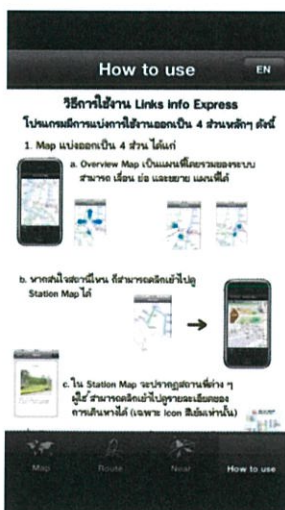 How to use
EN
วิธีการใช้งาน Links Info Express
โปรแกรมมีการแบ่งการใช้งานออกเป็น 4 ส่วนหลักๆ ดังนี้
1. Map แบ่งออกเป็น 4 ส่วน ได้แก่
a. Overview Map เป็นแผนที่โดยรวมของระบบ
สามารถ เลื่อน ย่อ และขยาย แผนที่ได้
b. หากสนใจสถานีไหน ก็สามารถคลิกเข้าไปดู
Station Map ได้
c. ใน Station Map จะปรากฏสถานที่ต่าง ๆ
ผู้ใช้ สามารถคลิกเข้าไปดูรายละเอียดของ
การเดินทางได้ (เฉพาะ Icon สีเข้มเท่านั้น)
Map
Route
Near
How to use